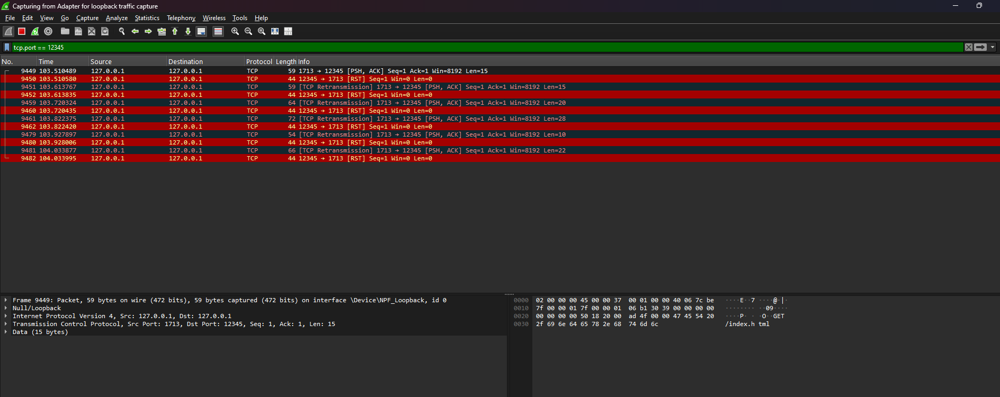 Capturing from Adapter for loopback traffic capture
File Edit View Go Capture Analyze Statistics Telephony Wireless Tools Help
tcp.port == 12345
No. Time Source Destination Protocol Length Info
9449 103.510489 127.0.0.1 127.0.0.1 TCP 59 1713 → 12345 [PSH, ACK] Seq=1 Ack=1 Win=8192 Len=15
9450 103.510580 127.0.0.1 127.0.0.1 TCP 44 12345 → 1713 [RST] Seq=1 Win=0 Len=0
9451 103.613767 127.0.0.1 127.0.0.1 TCP 59 [TCP Retransmission] 1713 → 12345 [PSH, ACK] Seq=1 Ack=1 Win=8192 Len=15
9452 103.613835 127.0.0.1 127.0.0.1 TCP 44 12345 → 1713 [RST] Seq=1 Win=0 Len=0
9459 103.720324 127.0.0.1 127.0.0.1 TCP 64 [TCP Retransmission] 1713 → 12345 [PSH, ACK] Seq=1 Ack=1 Win=8192 Len=20
9460 103.720435 127.0.0.1 127.0.0.1 TCP 44 12345 → 1713 [RST] Seq=1 Win=0 Len=0
9461 103.822375 127.0.0.1 127.0.0.1 TCP 72 [TCP Retransmission] 1713 → 12345 [PSH, ACK] Seq=1 Ack=1 Win=8192 Len=28
9462 103.822420 127.0.0.1 127.0.0.1 TCP 44 12345 → 1713 [RST] Seq=1 Win=0 Len=0
9479 103.927897 127.0.0.1 127.0.0.1 TCP 54 [TCP Retransmission] 1713 → 12345 [PSH, ACK] Seq=1 Ack=1 Win=8192 Len=10
9480 103.928006 127.0.0.1 127.0.0.1 TCP 44 12345 → 1713 [RST] Seq=1 Win=0 Len=0
9481 104.033877 127.0.0.1 127.0.0.1 TCP 66 [TCP Retransmission] 1713 → 12345 [PSH, ACK] Seq=1 Ack=1 Win=8192 Len=22
9482 104.033995 127.0.0.1 127.0.0.1 TCP 44 12345 → 1713 [RST] Seq=1 Win=0 Len=0
Frame 9449: Packet, 59 bytes on wire (472 bits), 59 bytes captured (472 bits) on interface \Device\NPF_Loopback, id 0
Null/Loopback
Internet Protocol Version 4, Src: 127.0.0.1, Dst: 127.0.0.1
Transmission Control Protocol, Src Port: 1713, Dst Port: 12345, Seq: 1, Ack: 1, Len: 15
Data (15 bytes)
0000 02 00 00 00 45 00 00 37 00 01 00 00 40 06 7c be ····E··7 ····@·|·
0010 7f 00 00 01 7f 00 00 01 06 b1 30 39 00 00 00 00 ········ ··09····
0020 00 00 00 00 50 18 20 00 ad 4f 00 00 47 45 54 20 ····P· · ·O··GET
0030 2f 69 6e 64 65 78 2e 68 74 6d 6c /index.h tml